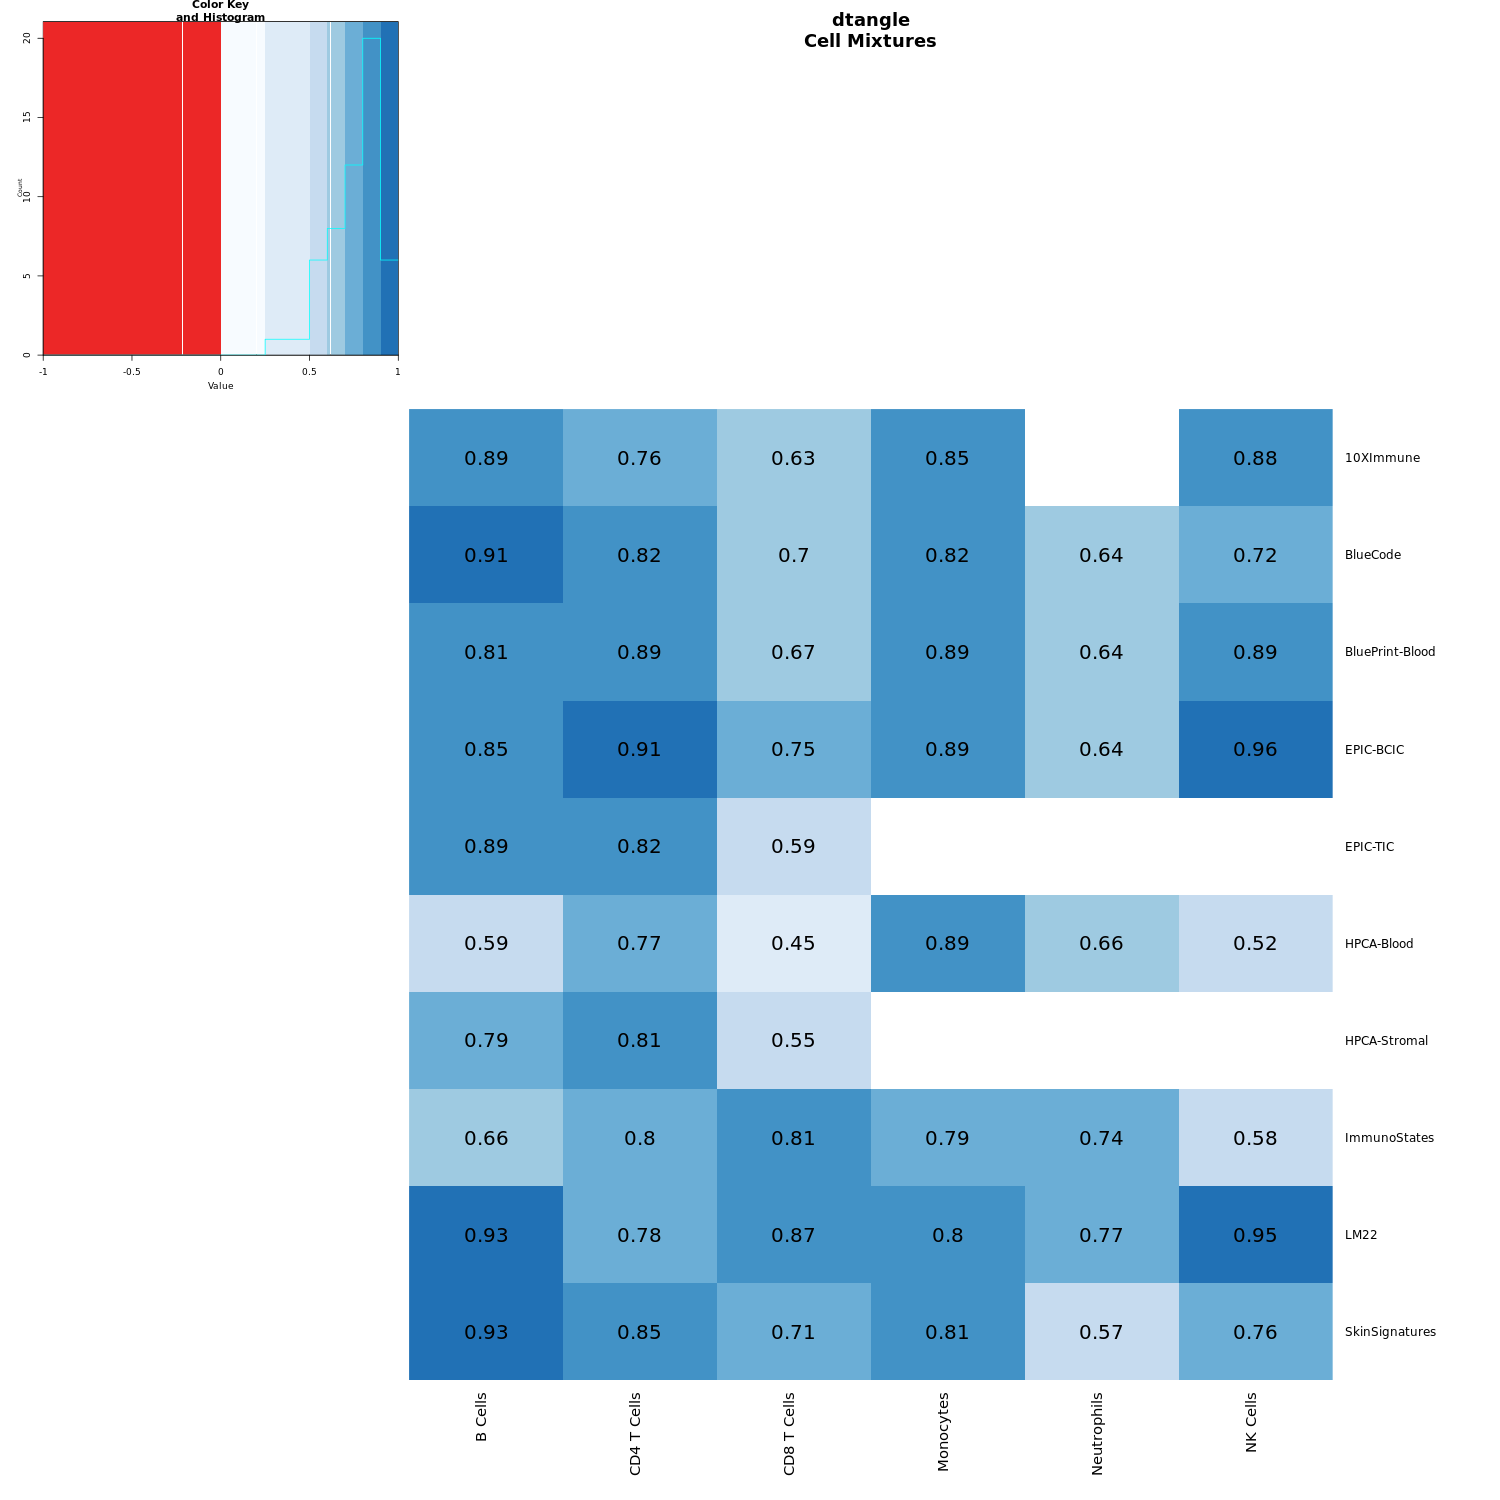 Color Key
and Histogram
dtangle
Cell Mixtures
20
15
10
5
0
Count
-1 -0.5 0 0.5 1
Value
0.89 0.76 0.63 0.85 0.88 10XImmune
0.91 0.82 0.7 0.82 0.64 0.72 BlueCode
0.81 0.89 0.67 0.89 0.64 0.89 BluePrint-Blood
0.85 0.91 0.75 0.89 0.64 0.96 EPIC-BCIC
0.89 0.82 0.59 EPIC-TIC
0.59 0.77 0.45 0.89 0.66 0.52 HPCA-Blood
0.79 0.81 0.55 HPCA-Stromal
0.66 0.8 0.81 0.79 0.74 0.58 ImmunoStates
0.93 0.78 0.87 0.8 0.77 0.95 LM22
0.93 0.85 0.71 0.81 0.57 0.76 SkinSignatures
B Cells
CD4 T Cells
CD8 T Cells
Monocytes
Neutrophils
NK Cells